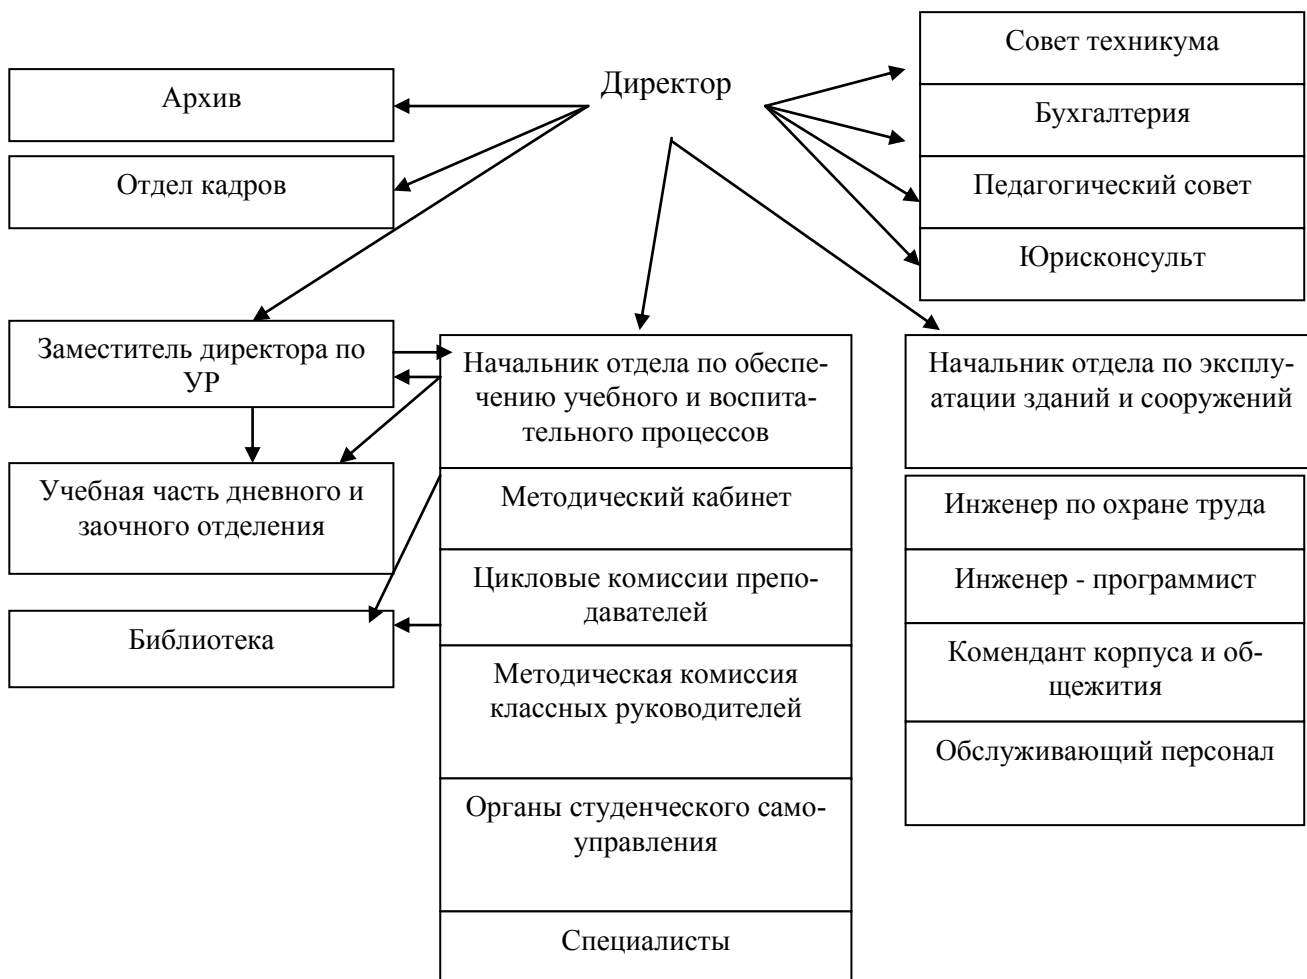 Директор
Совет техникума
Бухгалтерия
Педагогический совет
Юрисконсульт
Архив
Отдел кадров
Заместитель директора по
УР
Учебная часть дневного и
заочного отделения
Библиотека
Начальник отдела по обеспе-
чению учебного и воспита-
тельного процессов
Методический кабинет
Цикловые комиссии препо-
давателей
Методическая комиссия
классных руководителей
Органы студенческого само-
управления
Специалисты
Начальник отдела по эксплу-
атации зданий и сооружений
Инженер по охране труда
Инженер - программист
Комендант корпуса и об-
щежития
Обслуживающий персонал